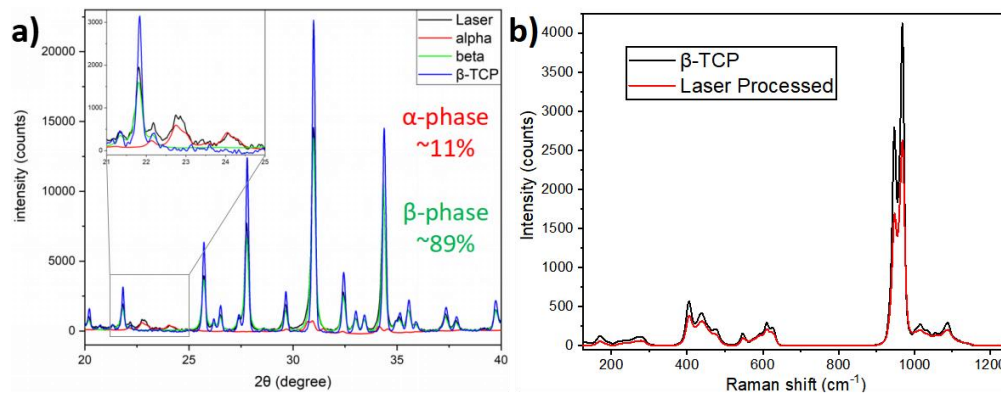 a)
3000
2000
1000
0
21
22
23
24
25
Laser
alpha
beta
β-TCP
α-phase
~11%
β-phase
~89%
20000
15000
10000
5000
0
intensity (counts)
20
25
30
35
40
2θ (degree)
b)
β-TCP
Laser Processed
4000
3500
3000
2500
2000
1500
1000
500
0
Intensity (counts)
200
400
600
800
1000
1200
Raman shift (cm⁻¹)